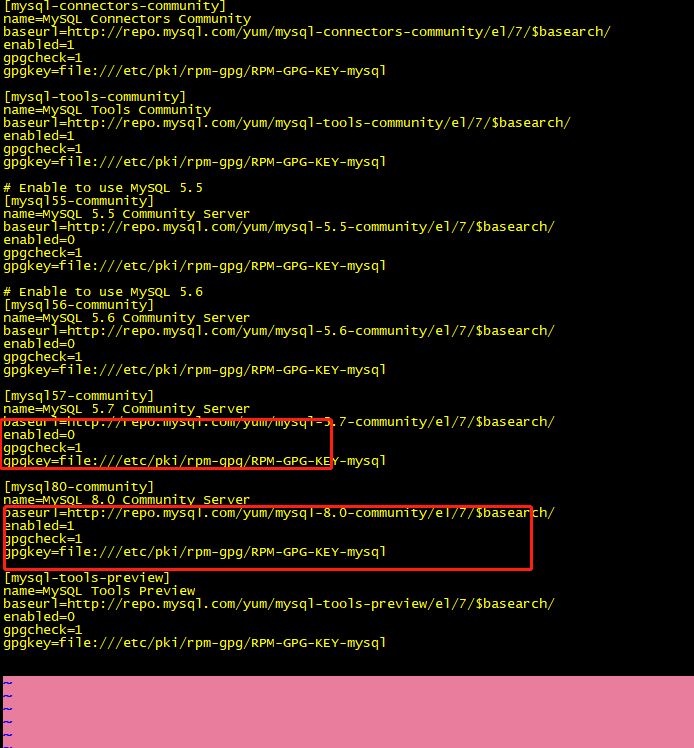 [mysql-connectors-community]
name=MySQL Connectors Community
baseurl=http://repo.mysql.com/yum/mysql-connectors-community/el/7/$basearch/
enabled=1
gpgcheck=1
gpgkey=file:///etc/pki/rpm-gpg/RPM-GPG-KEY-mysql

[mysql-tools-community]
name=MySQL Tools Community
baseurl=http://repo.mysql.com/yum/mysql-tools-community/el/7/$basearch/
enabled=1
gpgcheck=1
gpgkey=file:///etc/pki/rpm-gpg/RPM-GPG-KEY-mysql

# Enable to use MySQL 5.5
[mysql55-community]
name=MySQL 5.5 Community Server
baseurl=http://repo.mysql.com/yum/mysql-5.5-community/el/7/$basearch/
enabled=0
gpgcheck=1
gpgkey=file:///etc/pki/rpm-gpg/RPM-GPG-KEY-mysql

# Enable to use MySQL 5.6
[mysql56-community]
name=MySQL 5.6 Community Server
baseurl=http://repo.mysql.com/yum/mysql-5.6-community/el/7/$basearch/
enabled=0
gpgcheck=1
gpgkey=file:///etc/pki/rpm-gpg/RPM-GPG-KEY-mysql

[mysql57-community]
name=MySQL 5.7 Community Server
baseurl=http://repo.mysql.com/yum/mysql-5.7-community/el/7/$basearch/
enabled=0
gpgcheck=1
gpgkey=file:///etc/pki/rpm-gpg/RPM-GPG-KEY-mysql

[mysql80-community]
name=MySQL 8.0 Community Server
baseurl=http://repo.mysql.com/yum/mysql-8.0-community/el/7/$basearch/
enabled=1
gpgcheck=1
gpgkey=file:///etc/pki/rpm-gpg/RPM-GPG-KEY-mysql

[mysql-tools-preview]
name=MySQL Tools Preview
baseurl=http://repo.mysql.com/yum/mysql-tools-preview/el/7/$basearch/
enabled=0
gpgcheck=1
gpgkey=file:///etc/pki/rpm-gpg/RPM-GPG-KEY-mysql

~
~
~
~
~
~